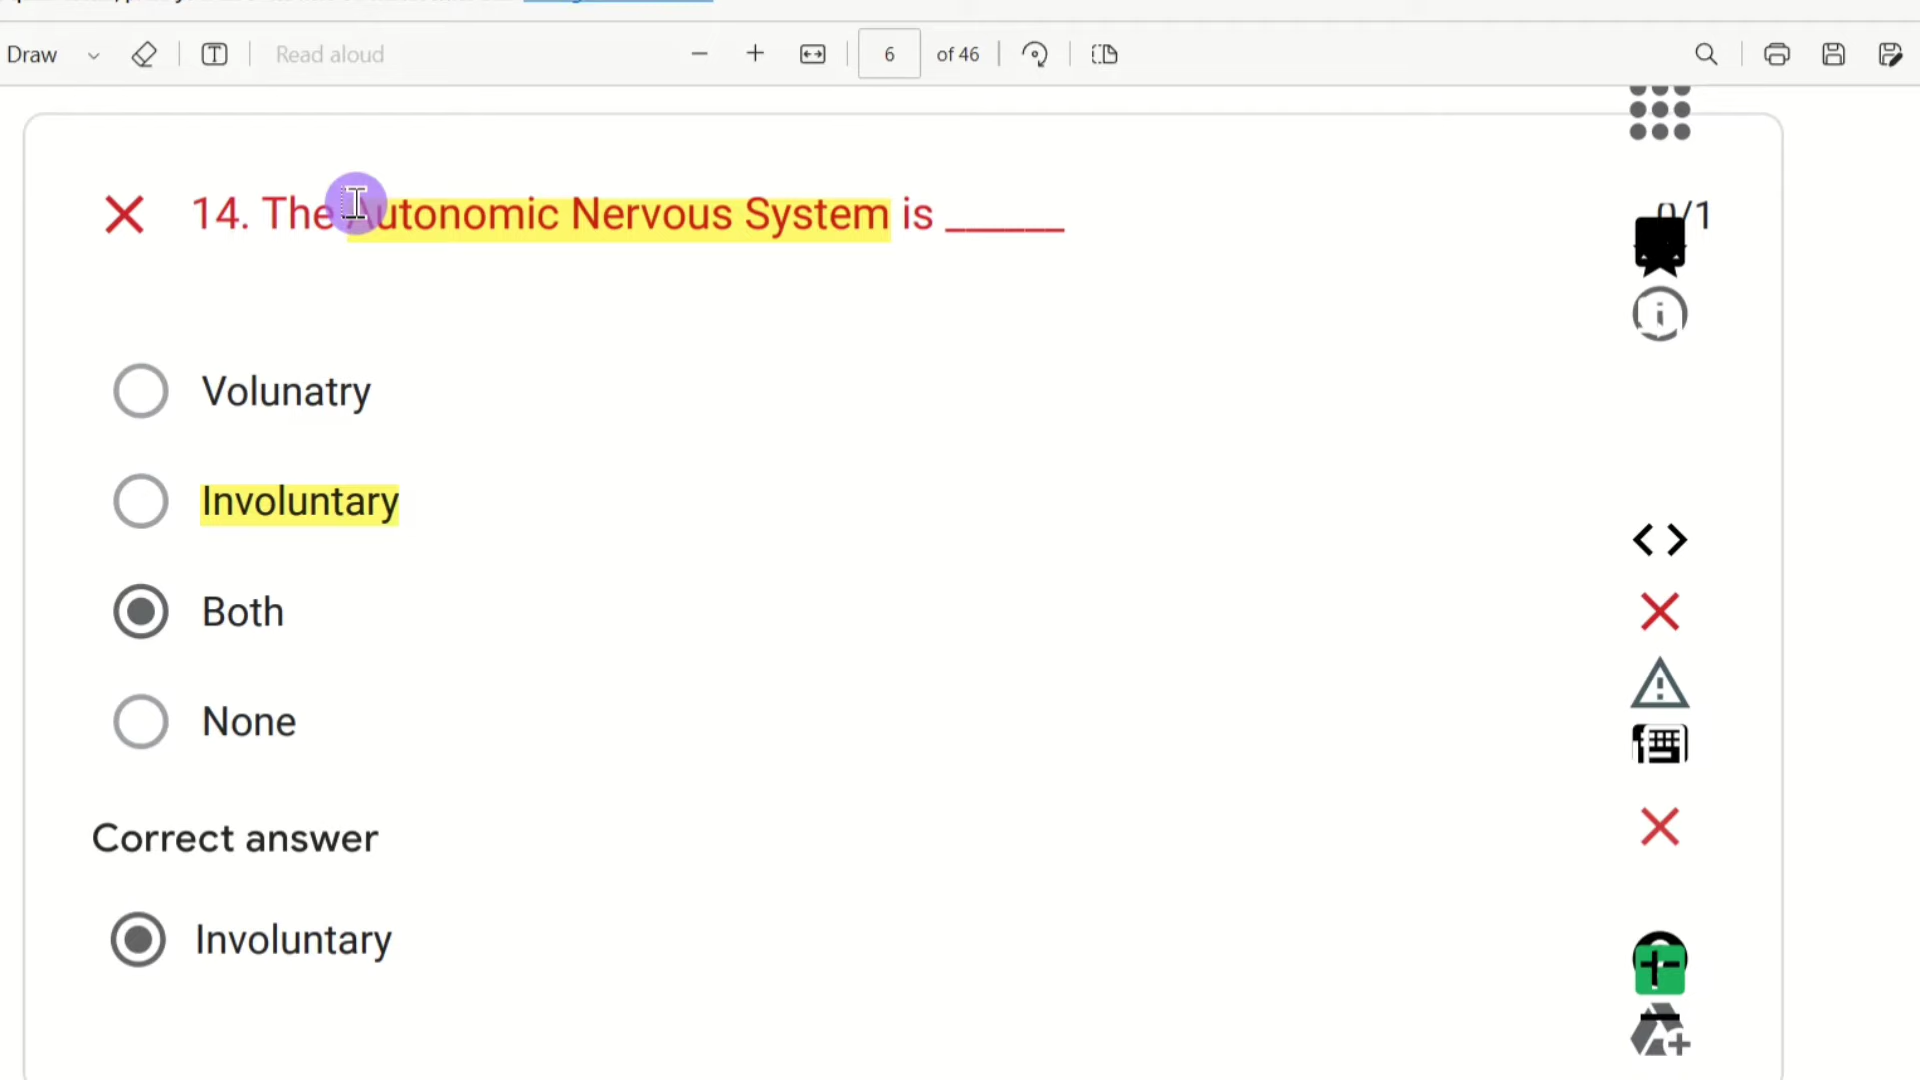 Draw
Read aloud
6 of 46
14. The Autonomic Nervous System is ______
0/1
Volunatry
Involuntary
Both
None
Correct answer
Involuntary